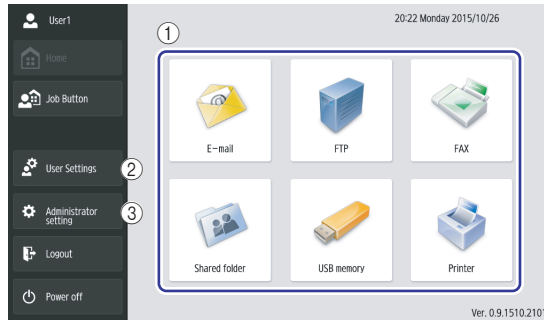 User1
20:22 Monday 2015/10/26
1
Home
Job Button
User Settings
2
Administrator
setting
3
Logout
Power off
E-mail
FTP
FAX
Shared folder
USB memory
Printer
Ver. 0.9.1510.2101